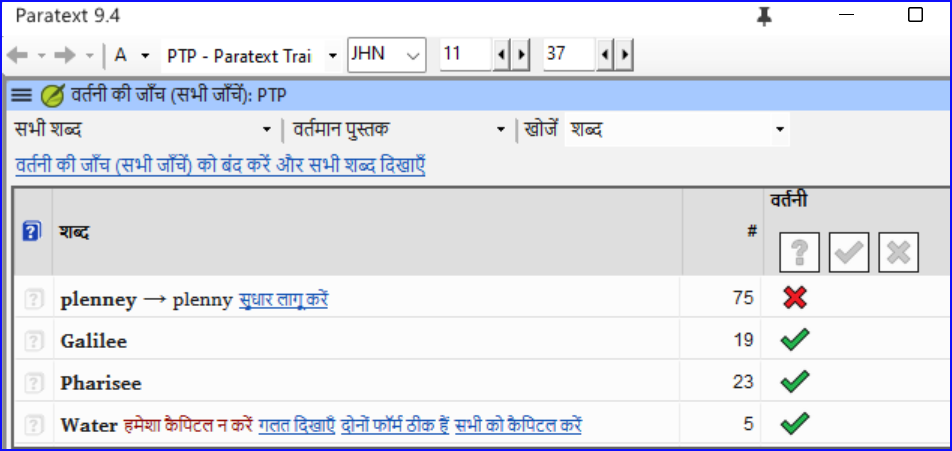 Paratext 9.4
A PTP - Paratext Trai JHN 11 37
वर्तनी की जाँच (सभी जाँचें): PTP
सभी शब्द वर्तमान पुस्तक खोजें शब्द
वर्तनी की जाँच (सभी जाँचें) को बंद करें और सभी शब्द दिखाएँ
वर्तनी
शब्द #
plenney → plenny सुधार लागू करें 75
Galilee 19
Pharisee 23
Water हमेशा कैपिटल न करें गलत दिखाएँ दोनों फॉर्म ठीक हैं सभी को कैपिटल करें 5